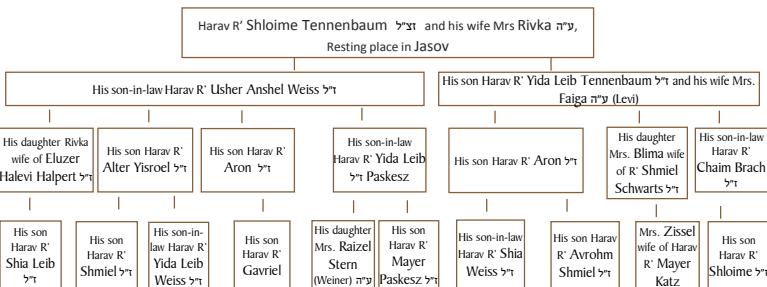 Harav R' Shloime Tennenbaum זצ"ל and his wife Mrs Rivka ע"ה,
Resting place in Jasov
His son-in-law Harav R' Usher Anshel Weiss ז"ל
His son Harav R' Yida Leib Tennenbaum ז"ל and his wife Mrs.
Faiga ע"ה (Levi)
His daughter Rivka
wife of Eluzer
Halevi Halpert ז"ל
His son Harav R'
Alter Yisroel ז"ל
His son Harav R'
Aron ז"ל
His son-in-law
Harav R' Yida Leib
Paskesz ז"ל
His son Harav R' Aron ז"ל
His daughter
Mrs. Blima wife
of R' Shmiel
Schwarts ז"ל
His son-in-law
Harav R'
Chaim Brach
ז"ל
His son
Harav R'
Shia Leib
ז"ל
His son
Harav R'
Shmiel ז"ל
His son-in-
law Harav R'
Yida Leib
Weiss ז"ל
His son
Harav R'
Gavriel
His daughter
Mrs. Raizel
Stern
(Weiner) ע"ה
His son
Harav R'
Mayer
Paskesz ז"ל
His son-in-law
Harav R' Shia
Weiss ז"ל
His son
Harav R'
Avrohm
Shmiel ז"ל
Mrs. Zissel
wife of Harav
R' Mayer
Katz
His son
Harav R'
Shloime ז"ל